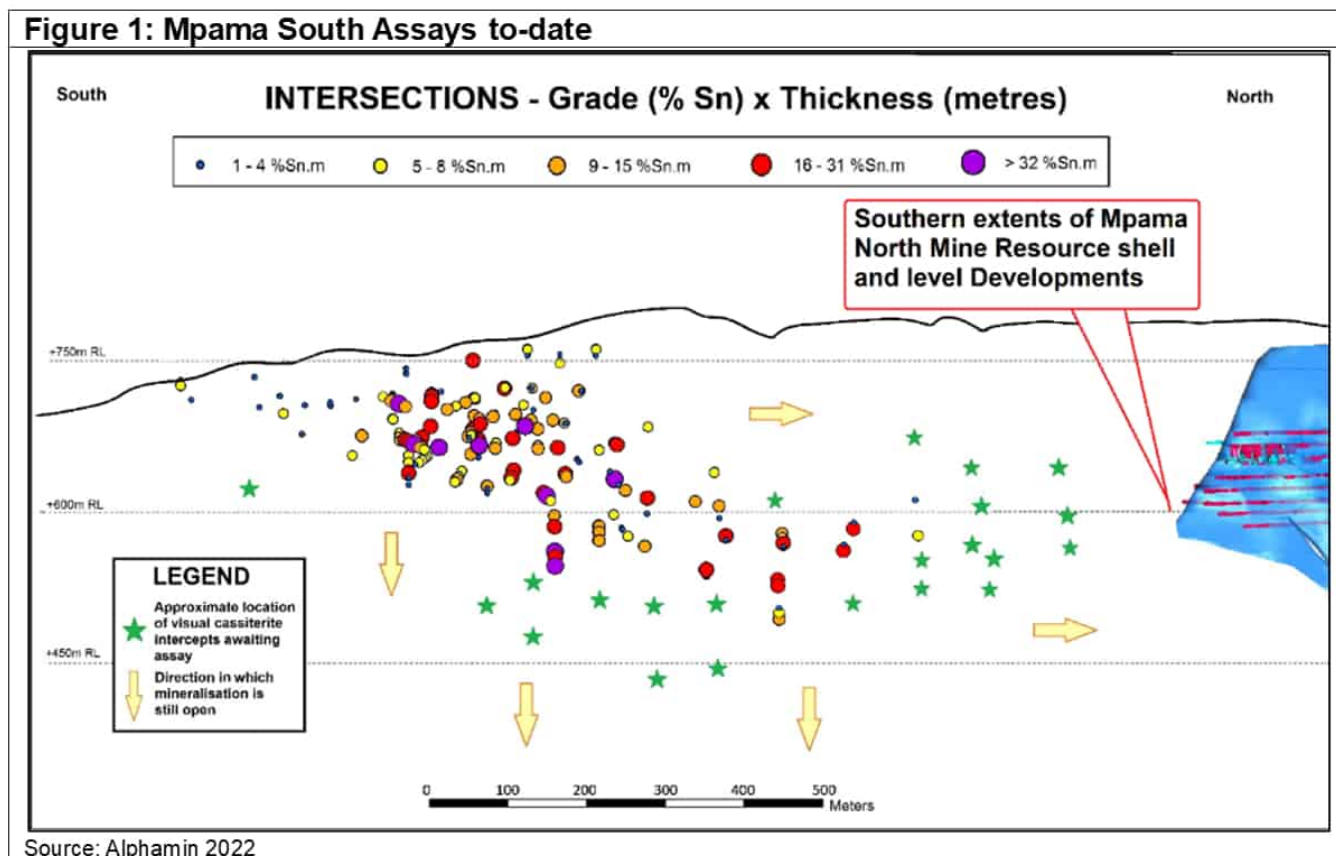 Figure 1: Mpama South Assays to-date
South
INTERSECTIONS - Grade (% Sn) x Thickness (metres)
North
1 - 4 %Sn.m
5 - 8 %Sn.m
9 - 15 %Sn.m
16 - 31 %Sn.m
> 32 %Sn.m
Southern extents of Mpama
North Mine Resource shell
and level Developments
+750m RL
+600m RL
+450m RL
LEGEND
Approximate location
of visual cassiterite
intercepts awaiting
assay
Direction in which
mineralisation is
still open
0 100 200 300 400 500
Meters
Source: Alphamin 2022